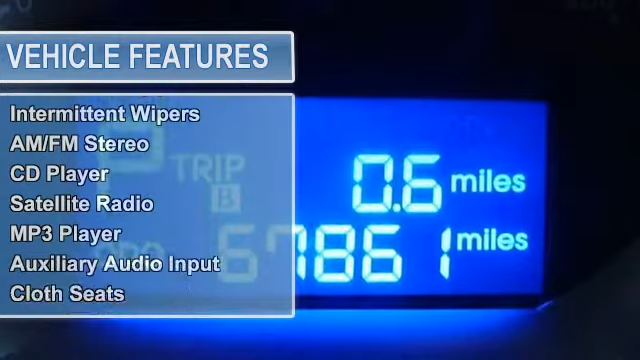 VEHICLE FEATURES
Intermittent Wipers
AM/FM Stereo
CD Player
Satellite Radio
MP3 Player
Auxiliary Audio Input
Cloth Seats
P
TRIP
B
0.6 miles
ODO
67861 miles